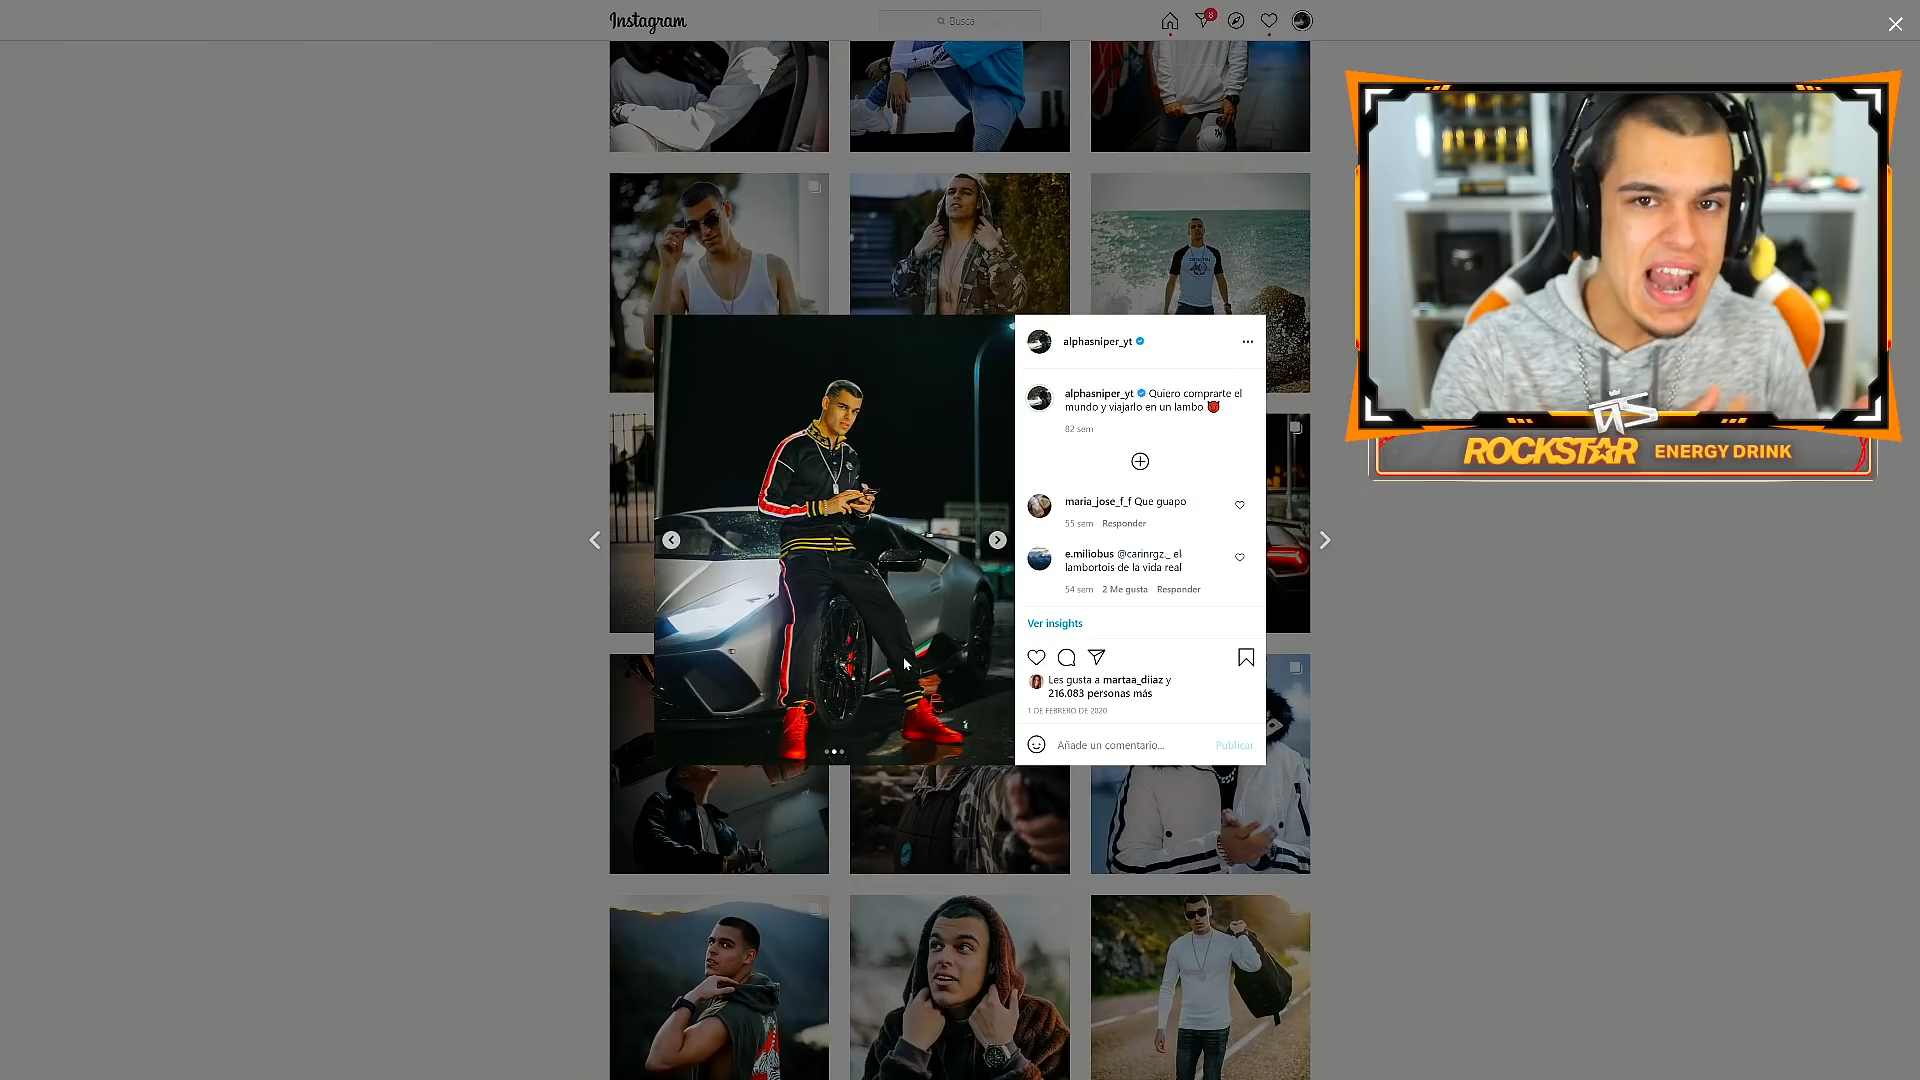 Instagram
Busca
8
alphasniper_yt
alphasniper_yt Quiero comprarte el
mundo y viajarlo en un lambo
82 sem
maria_jose_f_f Que guapo
55 sem Responder
e.miliobus @carinrgz._ el
lambortois de la vida real
54 sem 2 Me gusta Responder
Ver insights
Les gusta a martaa_diiaz y
216.083 personas más
1 DE FEBRERO DE 2020
Añade un comentario... Publicar
ROCKSTAR ENERGY DRINK